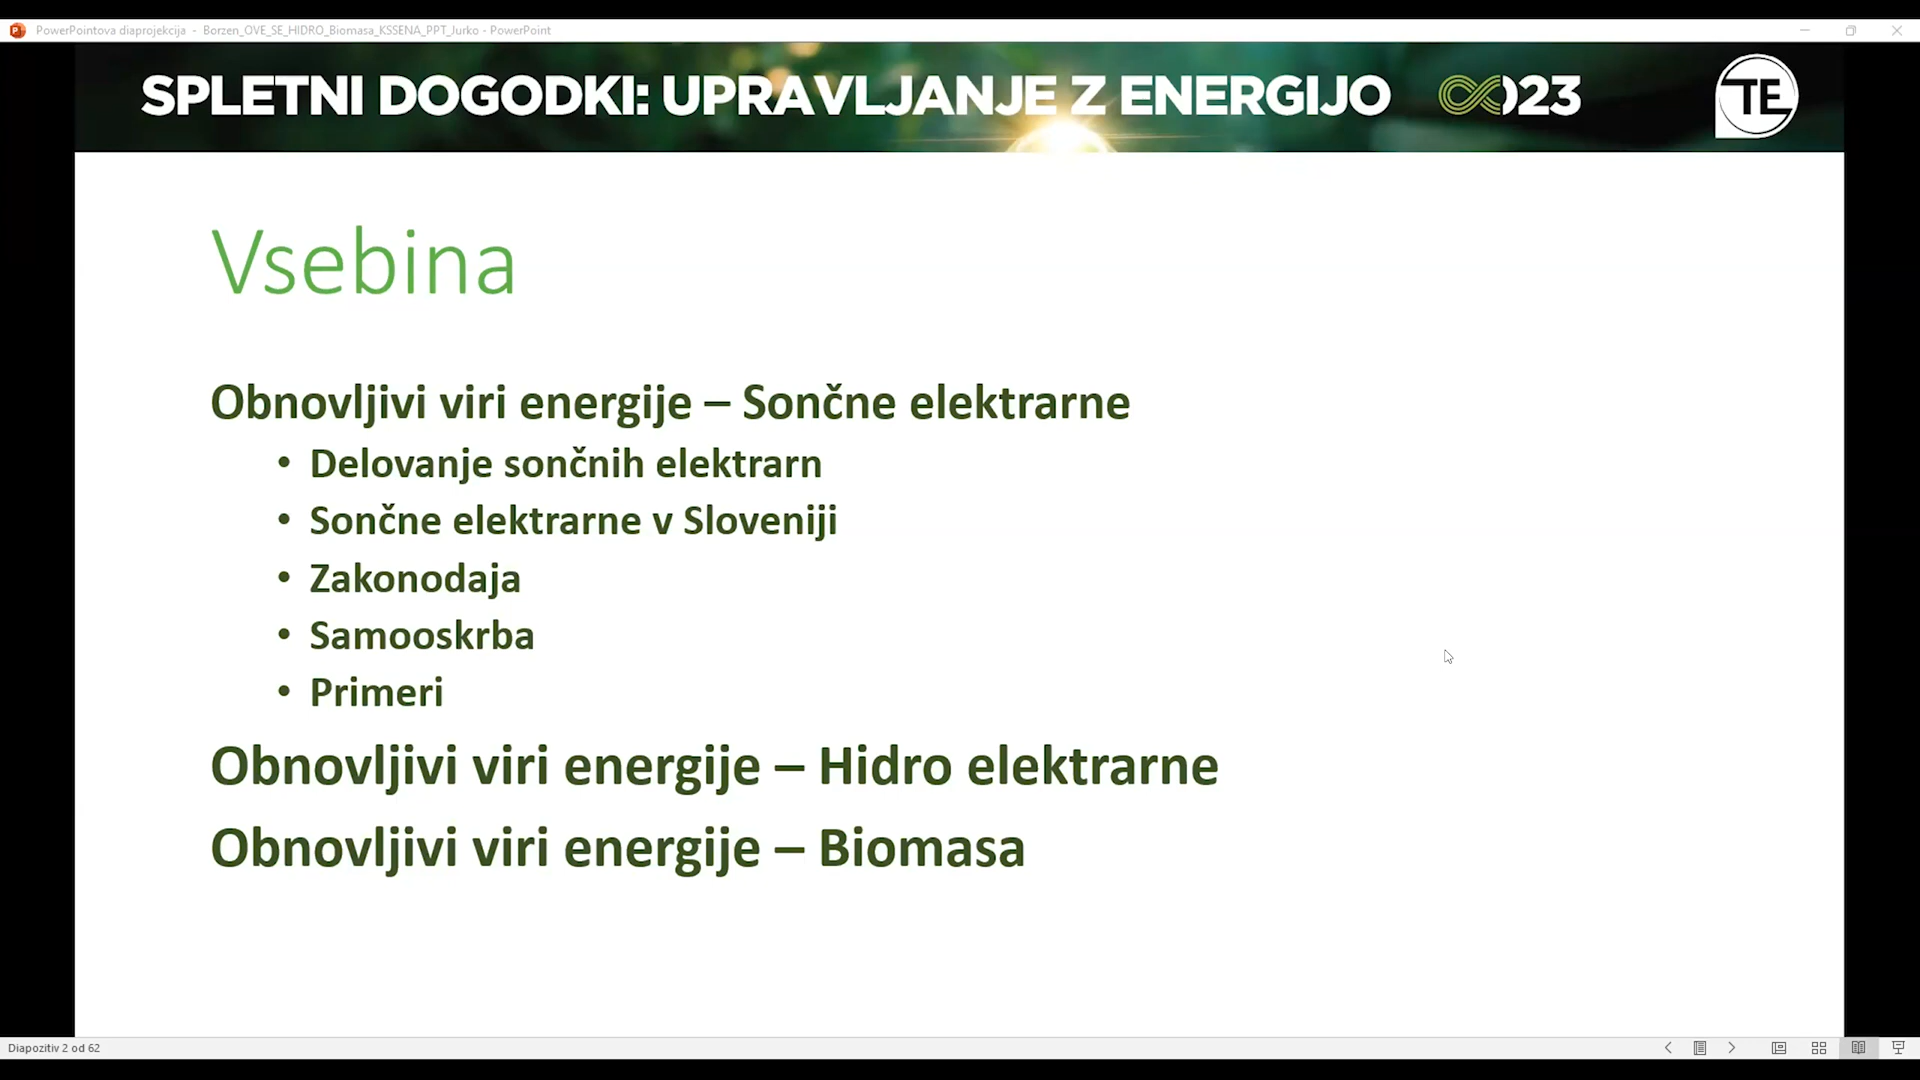 PowerPointova diaprojekcija - Borzen_OVE_SE_HIDRO_Biomasa_KSSENA_PPT_Jurko - PowerPoint
SPLETNI DOGODKI: UPRAVLJANJE Z ENERGIJO 23
TE
Vsebina
Obnovljivi viri energije – Sončne elektrarne
• Delovanje sončnih elektrarn
• Sončne elektrarne v Sloveniji
• Zakonodaja
• Samooskrba
• Primeri
Obnovljivi viri energije – Hidro elektrarne
Obnovljivi viri energije – Biomasa
Diapozitiv 2 od 62